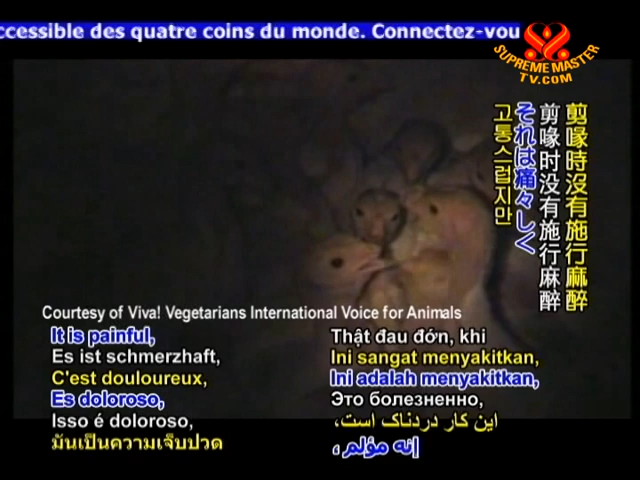 ccessible des quatre coins du monde. Connectez-vou
SUPREME MASTER
TV.COM
剪喙時沒有施行麻醉
剪喙时没有施行麻醉
それは痛々しく
고통스럽지만
Courtesy of Viva! Vegetarians International Voice for Animals
It is painful,
Es ist schmerzhaft,
C'est douloureux,
Es doloroso,
Isso é doloroso,
มันเป็นความเจ็บปวด
Thật đau đớn, khi
Ini sangat menyakitkan,
Ini adalah menyakitkan,
Это болезненно,
این کار دردناک است،
إنه مؤلم،